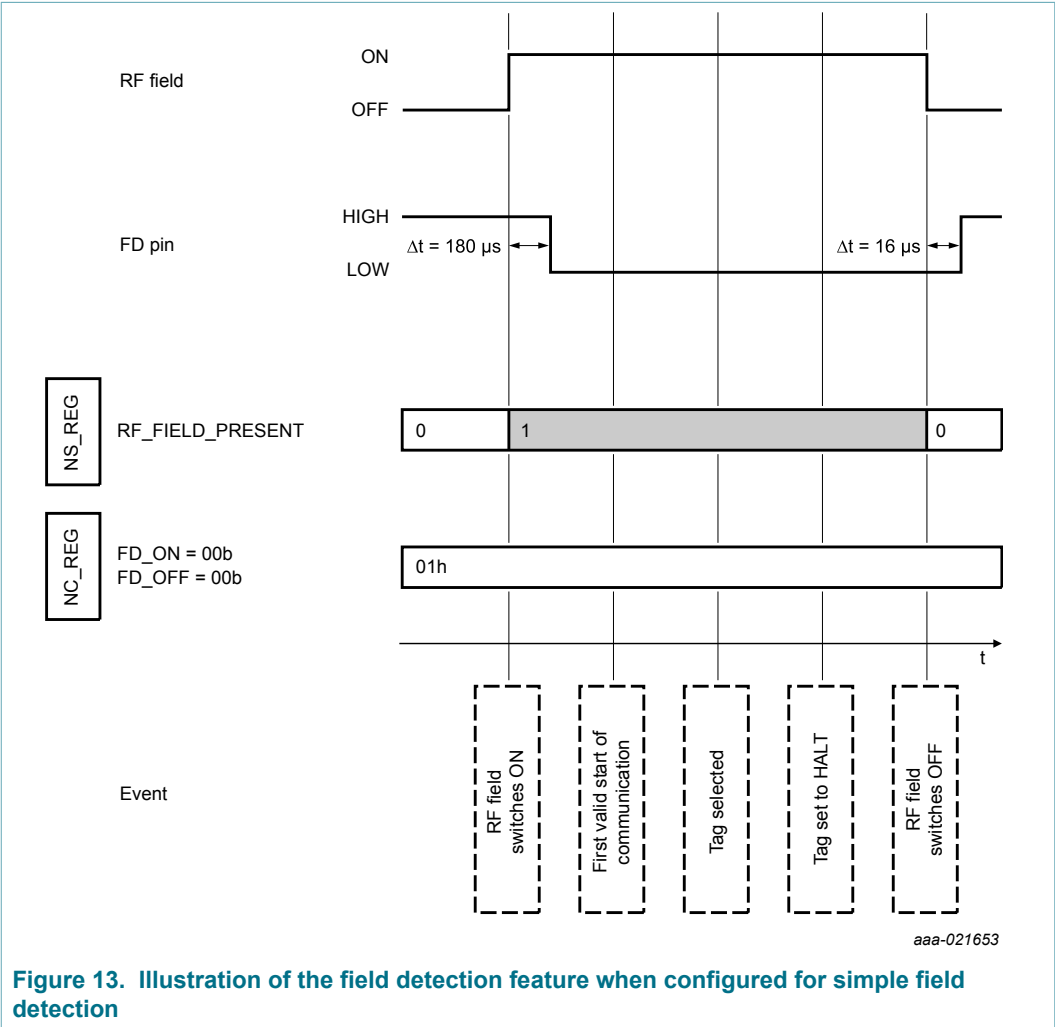 RF field
ON
OFF
FD pin
HIGH
LOW
Δt = 180 µs
Δt = 16 µs
NS_REG
RF_FIELD_PRESENT
0
1
0
NC_REG
FD_ON = 00b
FD_OFF = 00b
01h
t
Event
RF field
switches ON
First valid start of
communication
Tag selected
Tag set to HALT
RF field
switches OFF
aaa-021653
Figure 13. Illustration of the field detection feature when configured for simple field
detection